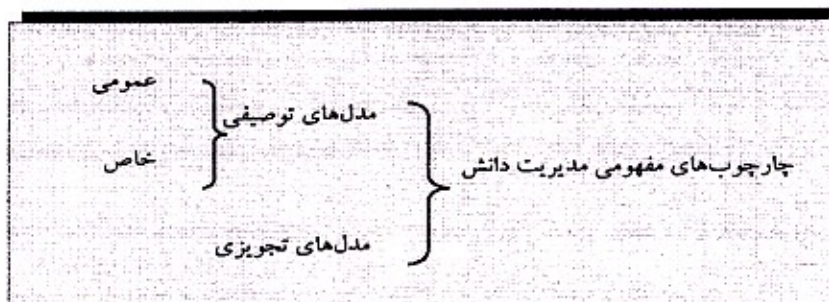 عمومی
مدل‌های توصیفی
خاص
چارچوب‌های مفهومی مدیریت دانش
مدل‌های تجویزی